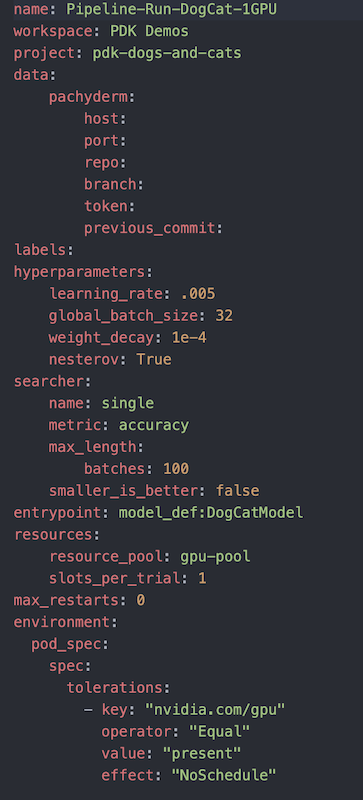 name: Pipeline-Run-DogCat-1GPU
workspace: PDK Demos
project: pdk-dogs-and-cats
data:
    pachyderm:
        host:
        port:
        repo:
        branch:
        token:
        previous_commit:
labels:
hyperparameters:
    learning_rate: .005
    global_batch_size: 32
    weight_decay: 1e-4
    nesterov: True
searcher:
    name: single
    metric: accuracy
    max_length:
        batches: 100
    smaller_is_better: false
entrypoint: model_def:DogCatModel
resources:
    resource_pool: gpu-pool
    slots_per_trial: 1
max_restarts: 0
environment:
  pod_spec:
    spec:
      tolerations:
        - key: "nvidia.com/gpu"
          operator: "Equal"
          value: "present"
          effect: "NoSchedule"